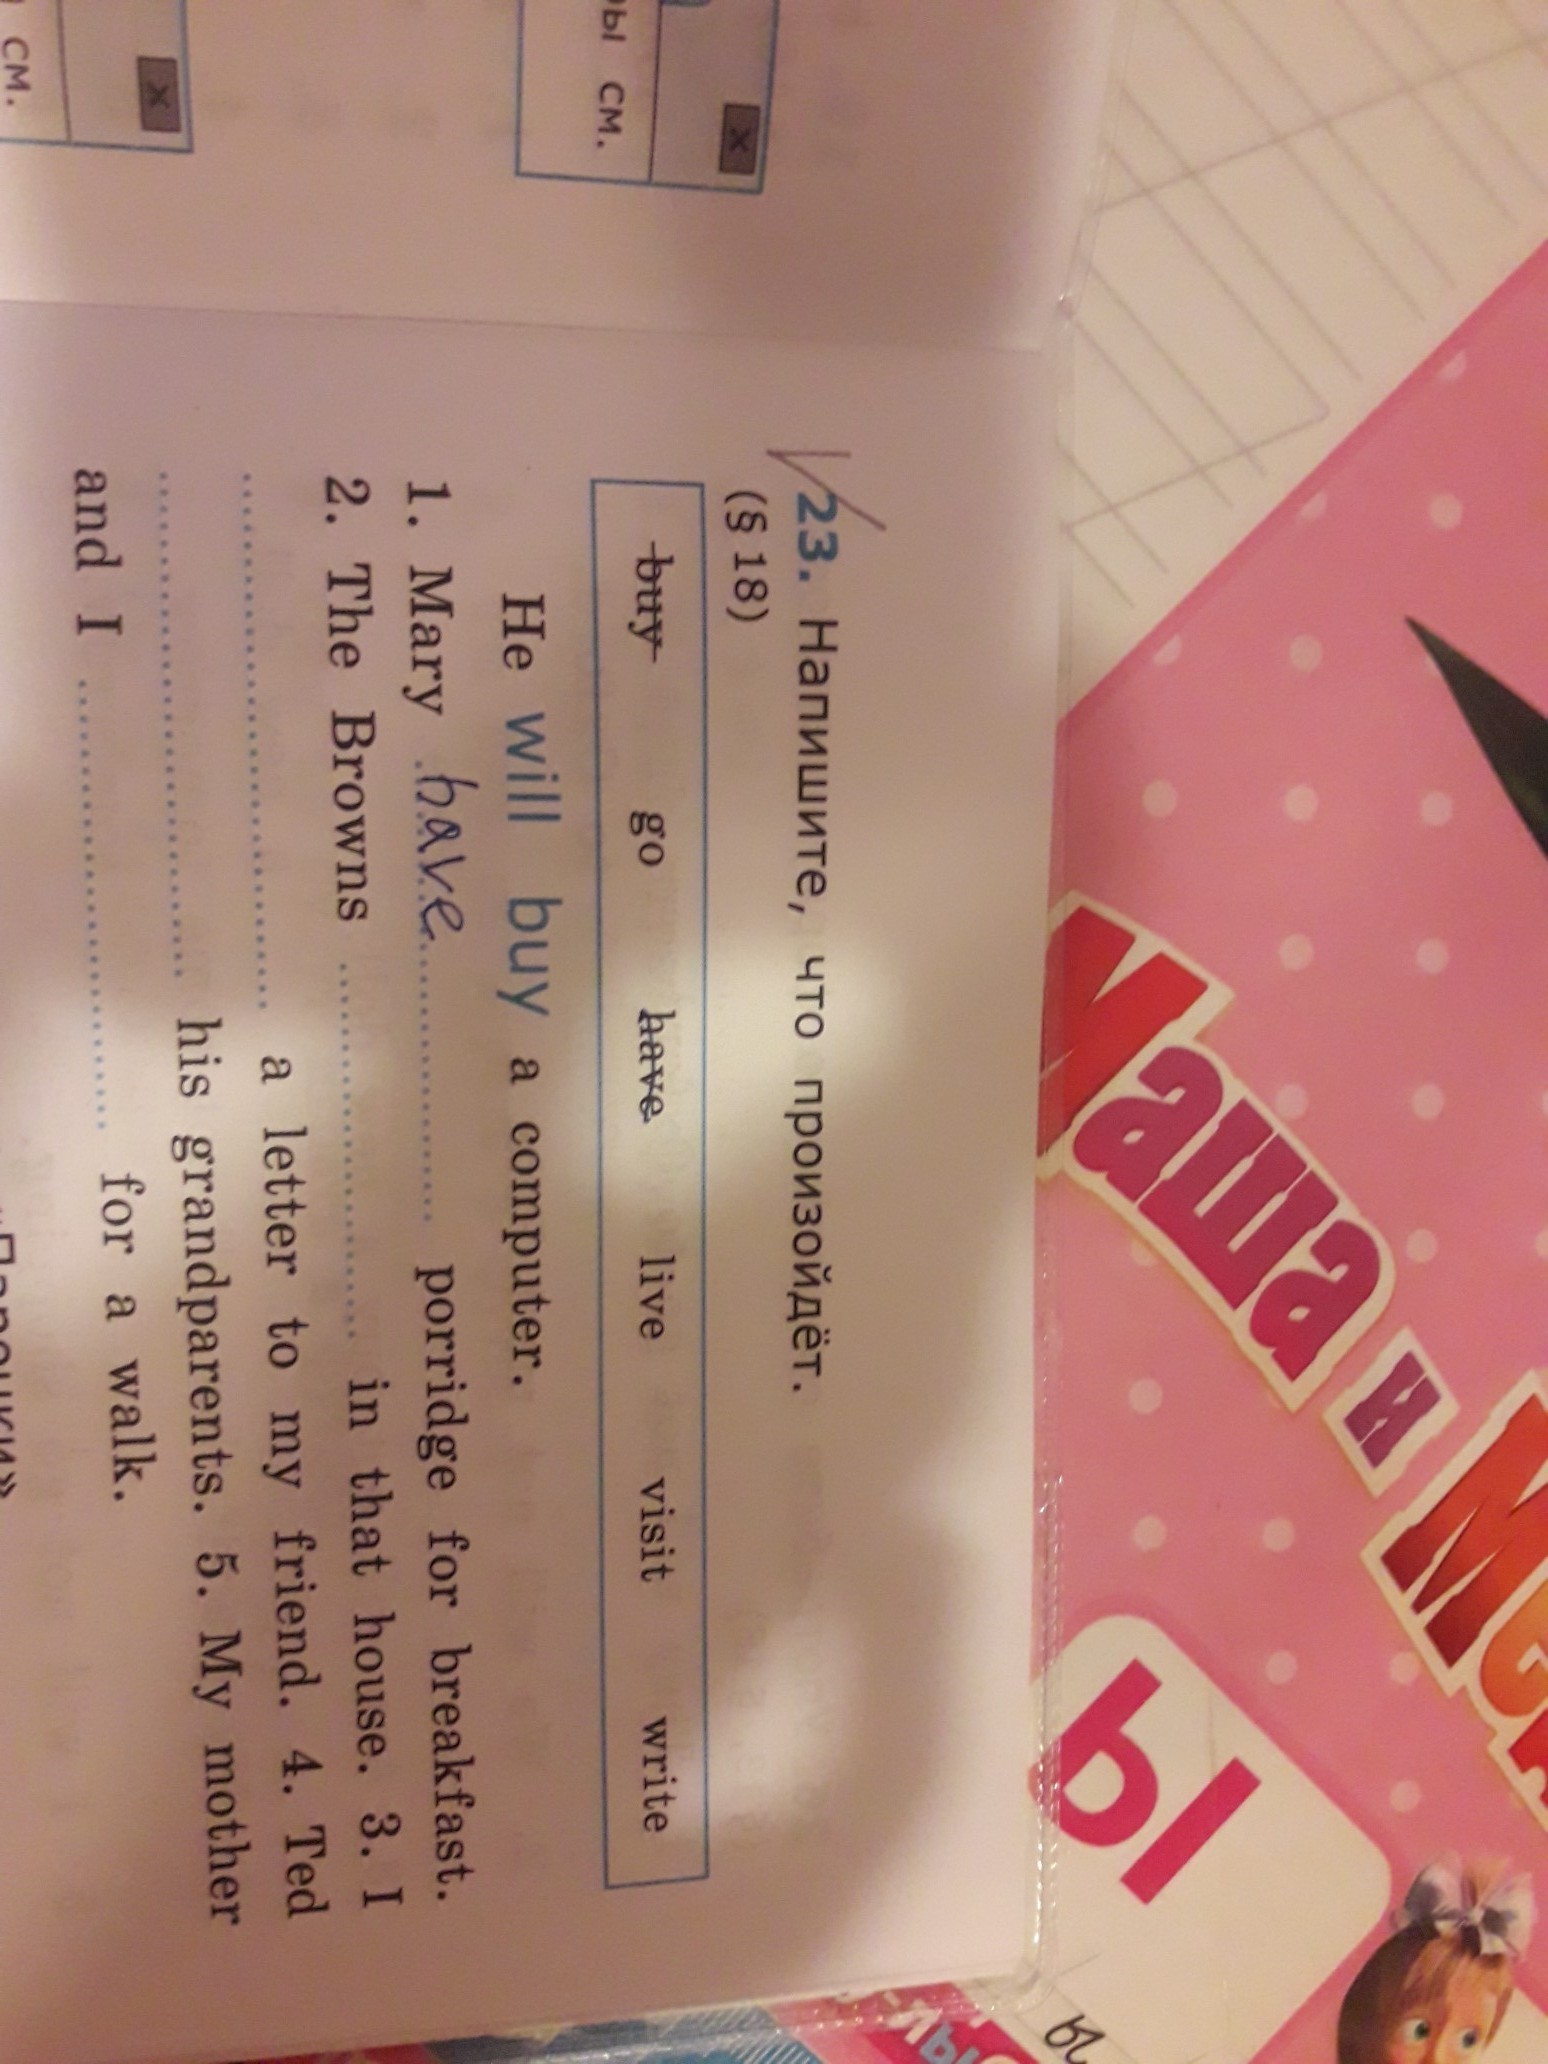 ры см.
x
см.
x
23. Напишите, что произойдёт.
(§ 18)
buy go have live visit write
He will buy a computer.
1. Mary have porridge for breakfast.
2. The Browns .............. in that house. 3. I
.............. a letter to my friend. 4. Ted
.............. his grandparents. 5. My mother
and I .............. for a walk.
Маша и
Ы